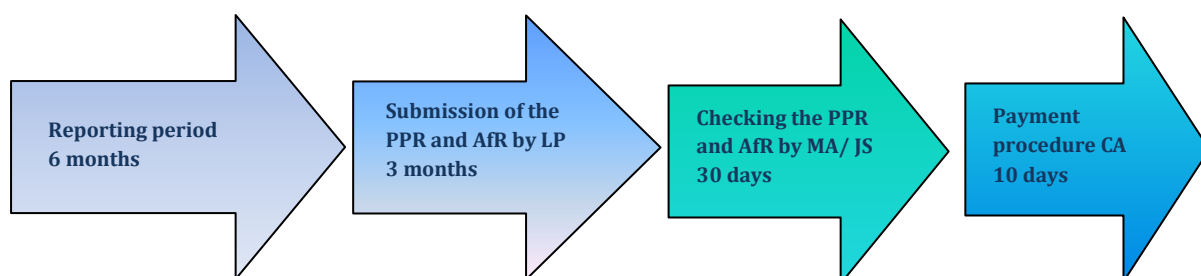 Reporting period
6 months
Submission of the
PPR and AfR by LP
3 months
Checking the PPR
and AfR by MA/ JS
30 days
Payment
procedure CA
10 days